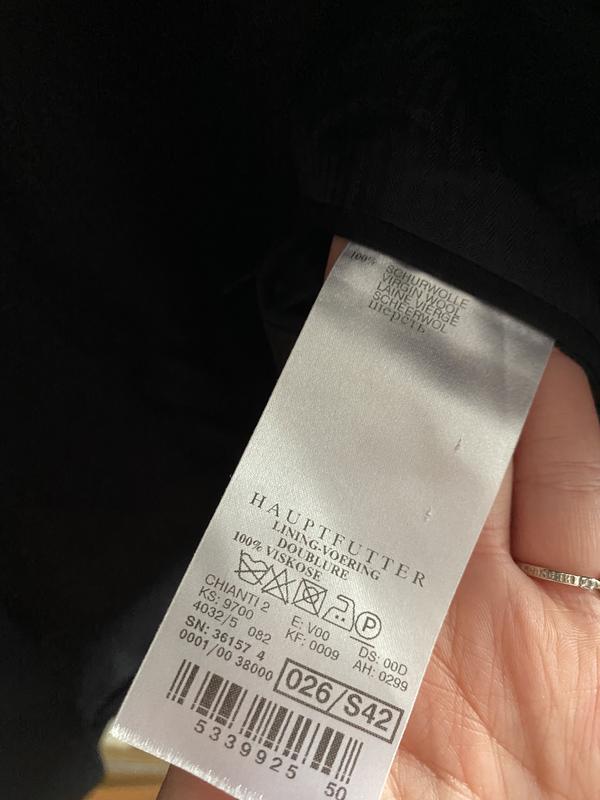 100% SCHURWOLLE
VIRGIN WOOL
LAINE VIERGE
SCHEERWOL
шерсть
HAUPTFUTTER
LINING-VOERING
DOUBLURE
100% VISKOSE
P
CHIANTI 2 E: V00 DS: 00D
KS: 9700 KF: 0009 AH: 0299
4032/5 082
SN: 36157 4
0001/00 38000 026/S42
5339925 50